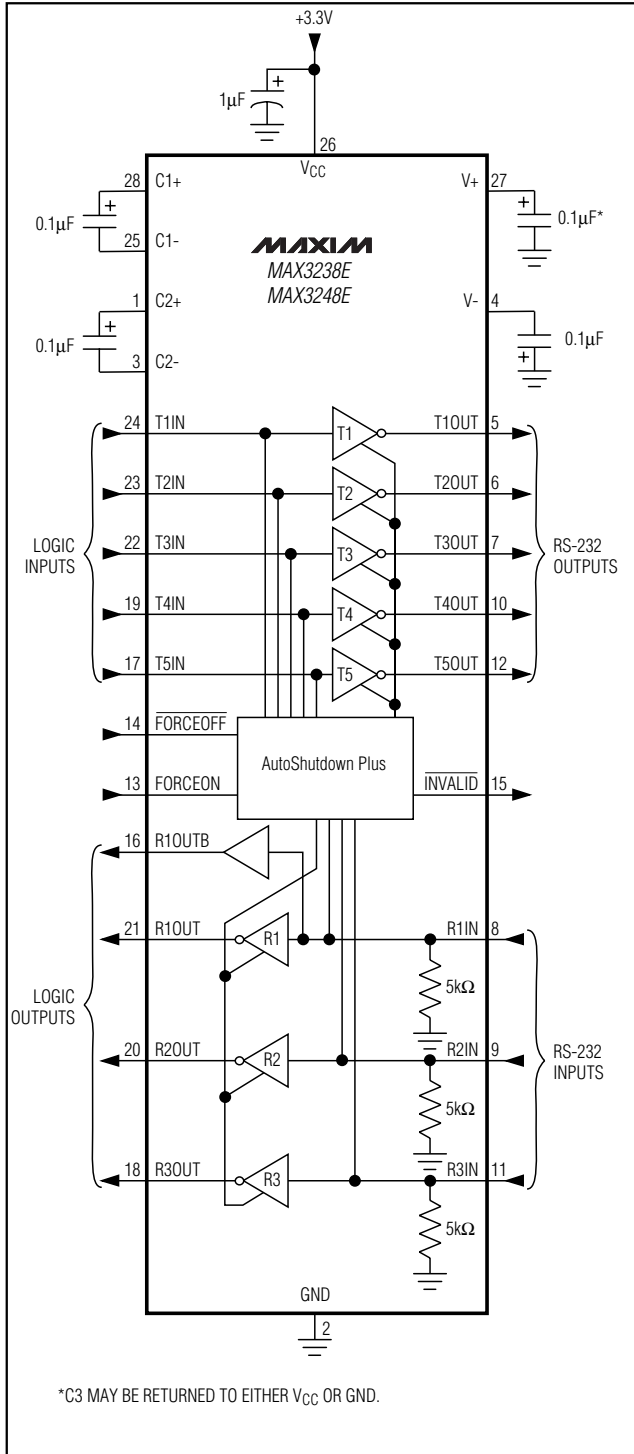 +3.3V
1µF
+
26
VCC
28 C1+
V+ 27
0.1µF
+
+
0.1µF*
25 C1-
MAXIM
MAX3238E
MAX3248E
1 C2+
V- 4
0.1µF
+
+
0.1µF
3 C2-
24 T1IN
T1
T1OUT 5
23 T2IN
T2
T2OUT 6
LOGIC
INPUTS
22 T3IN
T3
T3OUT 7
RS-232
OUTPUTS
19 T4IN
T4
T4OUT 10
17 T5IN
T5
T5OUT 12
14 FORCEOFF
AutoShutdown Plus
13 FORCEON
INVALID 15
16 R1OUTB
21 R1OUT
R1
R1IN 8
5kΩ
LOGIC
OUTPUTS
20 R2OUT
R2
R2IN 9
RS-232
INPUTS
5kΩ
18 R3OUT
R3
R3IN 11
5kΩ
GND
2
*C3 MAY BE RETURNED TO EITHER VCC OR GND.